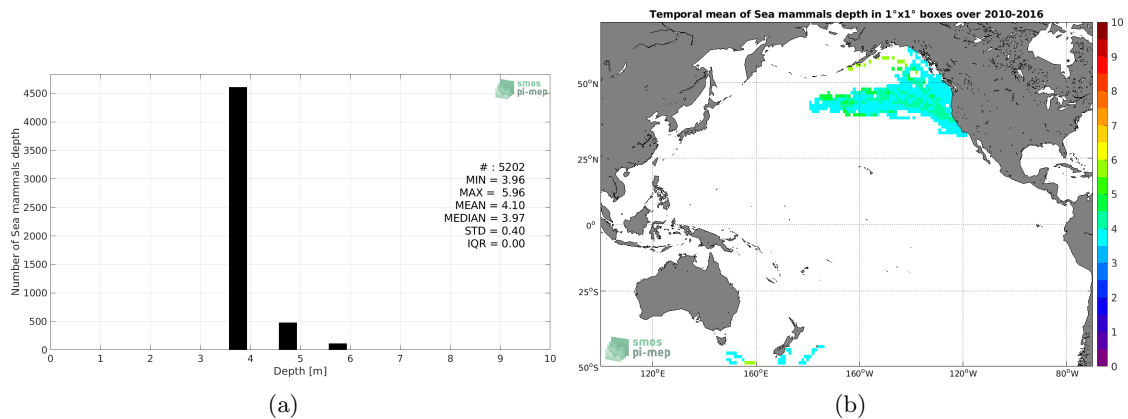 Number of Sea mammals depth
4500
4000
3500
3000
2500
2000
1500
1000
500
0
0 1 2 3 4 5 6 7 8 9 10
Depth [m]
smos
pi-mep
# : 5202
MIN = 3.96
MAX = 5.96
MEAN = 4.10
MEDIAN = 3.97
STD = 0.40
IQR = 0.00
(a)
Temporal mean of Sea mammals depth in 1°x1° boxes over 2010-2016
50°N
25°N
0°
25°S
50°S
120°E 160°E 160°W 120°W 80°W
smos
pi-mep
10
9
8
7
6
5
4
3
2
1
0
(b)